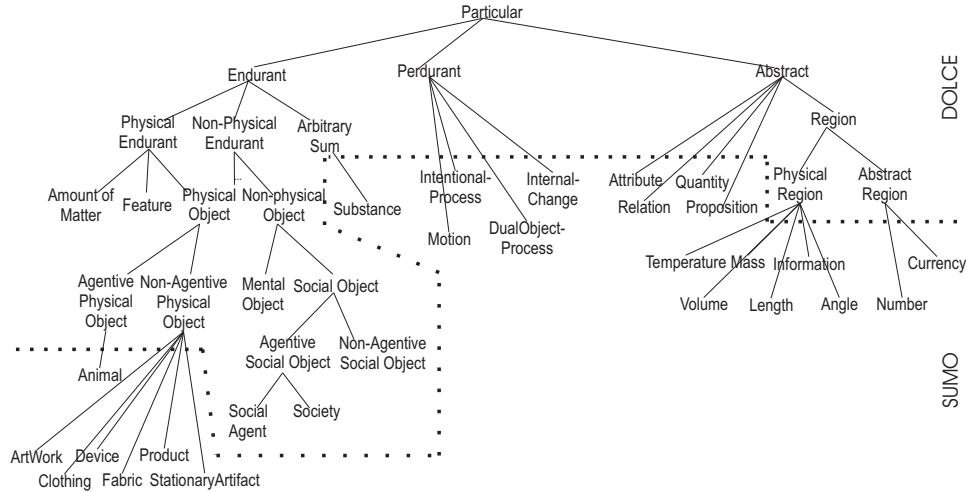 Particular
Endurant
Perdurant
Abstract
DOLCE
Physical
Endurant
Non-Physical
Endurant
Arbitrary
Sum
Region
Amount of
Matter
Feature
Physical
Object
...
Non-physical
Object
Substance
Intentional-
Process
Internal-
Change
Motion
DualObject-
Process
Attribute
Relation
Quantity
Proposition
Physical
Region
Abstract
Region
Agentive
Physical
Object
Non-Agentive
Physical
Object
Mental
Object
Social Object
Temperature
Mass
Information
Currency
Volume
Length
Angle
Number
Agentive
Social Object
Non-Agentive
Social Object
Animal
SUMO
Social
Agent
Society
ArtWork
Device
Product
Clothing
Fabric
StationaryArtifact